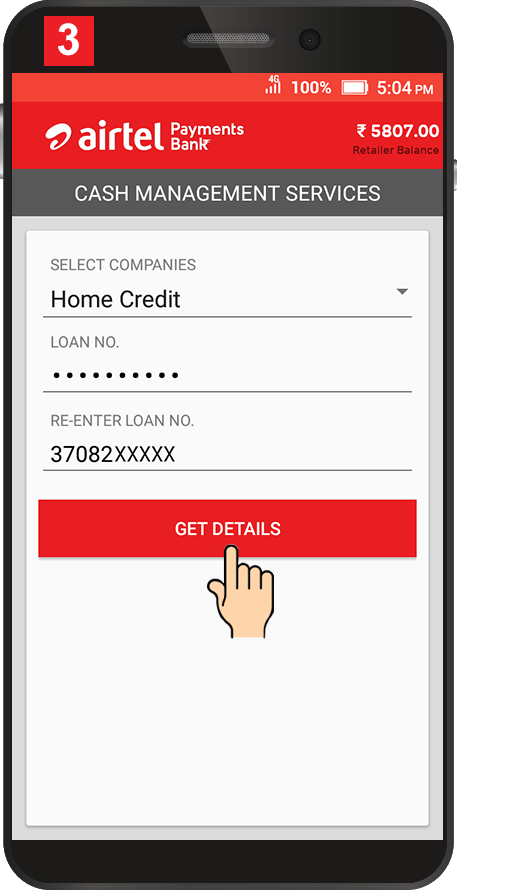 3
4G 100% 5:04 PM
airtel Payments Bank
₹ 5807.00
Retailer Balance
CASH MANAGEMENT SERVICES
SELECT COMPANIES
Home Credit
LOAN NO.
••••••••••
RE-ENTER LOAN NO.
37082XXXXX
GET DETAILS